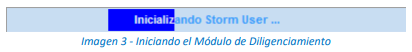 Inicializando Storm User ...
Imagen 3 - Iniciando el Módulo de Diligenciamiento